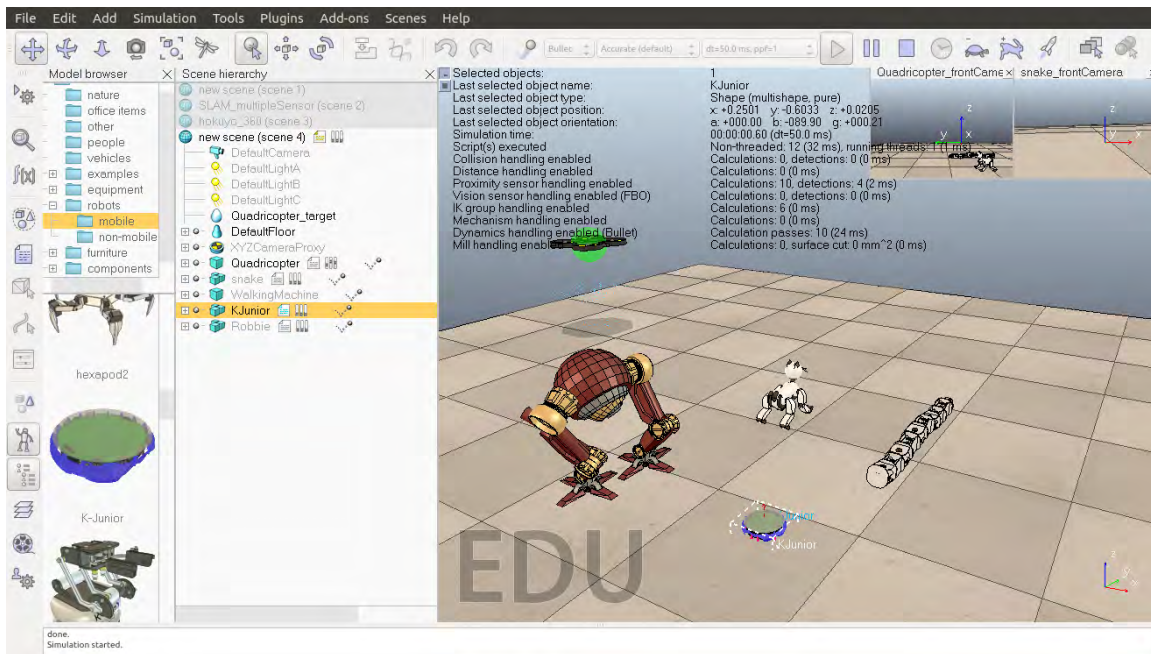 File Edit Add Simulation Tools Plugins Add-ons Scenes Help
Bullet Accurate (default) dt=50.0 ms, ppf=1
Model browser
nature
office items
other
people
vehicles
examples
equipment
robots
mobile
non-mobile
furniture
components
hexapod2
K-Junior
Scene hierarchy
new scene (scene 1)
SLAM_multipleSensor (scene 2)
new scene (scene 4)
DefaultCamera
DefaultLightA
DefaultLightB
DefaultLightC
Quadricopter_target
DefaultFloor
XYZCameraProxy
Quadricopter
snake
WalkingMachine
KJunior
Robbie
Selected objects: 1
Last selected object name: KJunior
Last selected object type: Shape (multishape, pure)
Last selected object position: x: +0.2501 y: -0.6033 z: +0.0205
Last selected object orientation: a: +000.00 b: -089.90 g: +000.21
Simulation time: 00:00:00.60 (dt=50.0 ms)
Script(s) executed Non-threaded: 12 (32 ms), running threads: 1 (1 ms)
Collision handling enabled Calculations: 0, detections: 0 (0 ms)
Distance handling enabled Calculations: 0 (0 ms)
Proximity sensor handling enabled Calculations: 10, detections: 4 (2 ms)
Vision sensor handling enabled (FBO) Calculations: 0, detections: 0 (0 ms)
IK group handling enabled Calculations: 6 (0 ms)
Mechanism handling enabled Calculations: 0 (0 ms)
Dynamics handling enabled (Bullet) Calculation passes: 10 (24 ms)
Mill handling enabled Calculations: 0, surface cut: 0 mm^2 (0 ms)
Quadricopter_frontCame
snake_frontCamera
z
y x
z
x
KJunior
EDU
z
x
done.
Simulation started.